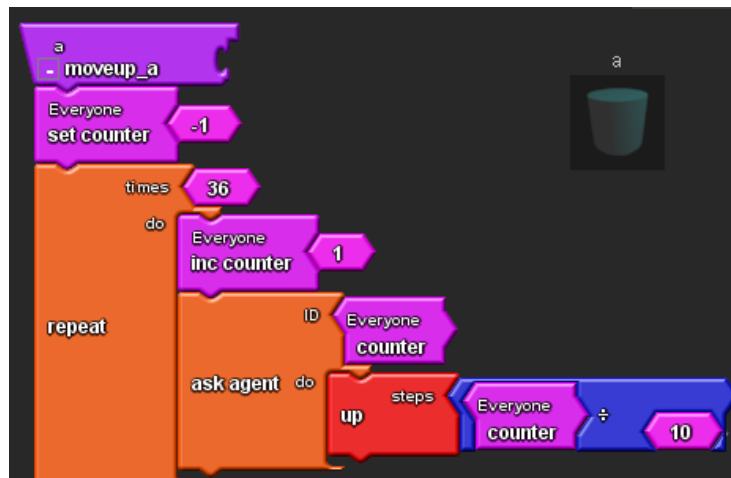 a
- moveup_a
a
Everyone
set counter -1
times 36
do
Everyone
inc counter 1
repeat
ID Everyone
counter
ask agent do
up steps Everyone
counter ÷ 10